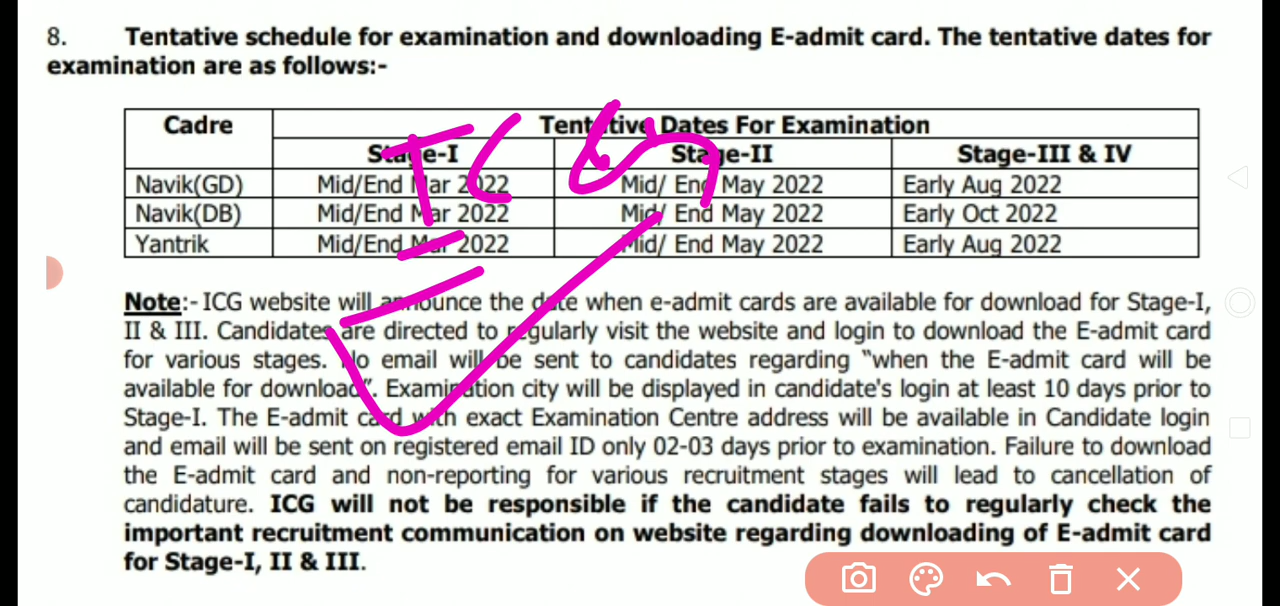 8. Tentative schedule for examination and downloading E-admit card. The tentative dates for
examination are as follows:-
Cadre Tentative Dates For Examination
Stage-I Stage-II Stage-III & IV
Navik(GD) Mid/End Mar 2022 Mid/ End May 2022 Early Aug 2022
Navik(DB) Mid/End Mar 2022 Mid/ End May 2022 Early Oct 2022
Yantrik Mid/End Mar 2022 Mid/ End May 2022 Early Aug 2022
Note:- ICG website will announce the date when e-admit cards are available for download for Stage-I,
II & III. Candidates are directed to regularly visit the website and login to download the E-admit card
for various stages. No email will be sent to candidates regarding “when the E-admit card will be
available for download”. Examination city will be displayed in candidate's login at least 10 days prior to
Stage-I. The E-admit card with exact Examination Centre address will be available in Candidate login
and email will be sent on registered email ID only 02-03 days prior to examination. Failure to download
the E-admit card and non-reporting for various recruitment stages will lead to cancellation of
candidature. ICG will not be responsible if the candidate fails to regularly check the
important recruitment communication on website regarding downloading of E-admit card
for Stage-I, II & III.